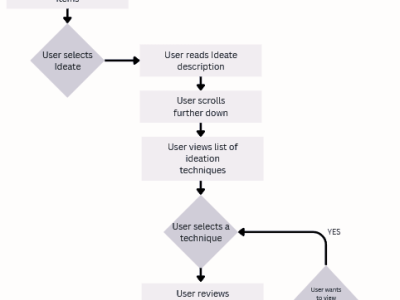 items
User selects
Ideate
User reads Ideate
description
User scrolls
further down
User views list of
ideation
techniques
User selects a
technique
YES
User reviews
User wants
to view